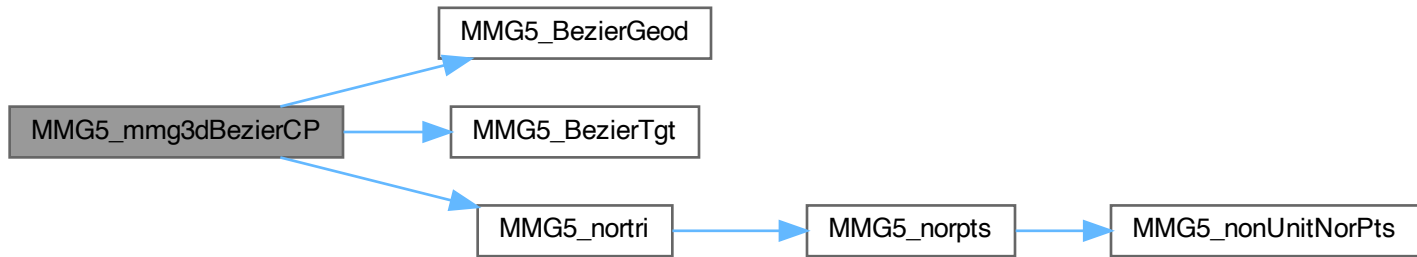 MMG5_BezierGeod
MMG5_mmg3dBezierCP
MMG5_BezierTgt
MMG5_nortri
MMG5_norpts
MMG5_nonUnitNorPts